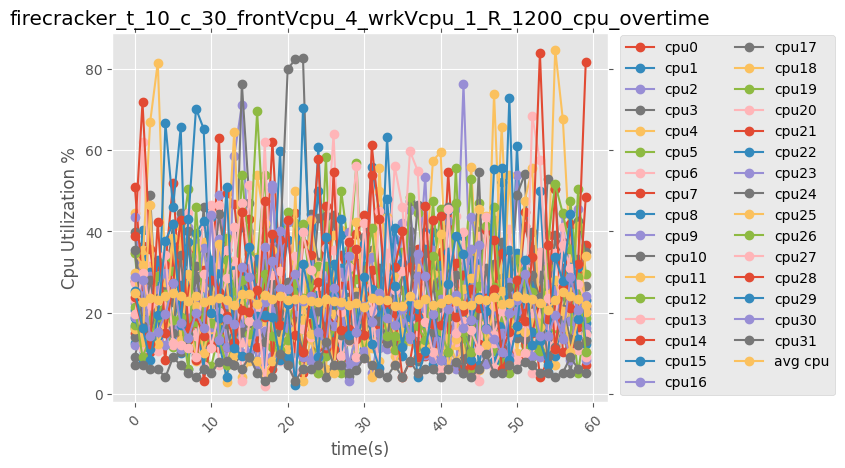 firecracker_t_10_c_30_frontVcpu_4_wrkVcpu_1_R_1200_cpu_overtime
Cpu Utilization %
80
60
40
20
0
0
10
20
30
40
50
60
time(s)
cpu0
cpu1
cpu2
cpu3
cpu4
cpu5
cpu6
cpu7
cpu8
cpu9
cpu10
cpu11
cpu12
cpu13
cpu14
cpu15
cpu16
cpu17
cpu18
cpu19
cpu20
cpu21
cpu22
cpu23
cpu24
cpu25
cpu26
cpu27
cpu28
cpu29
cpu30
cpu31
avg cpu